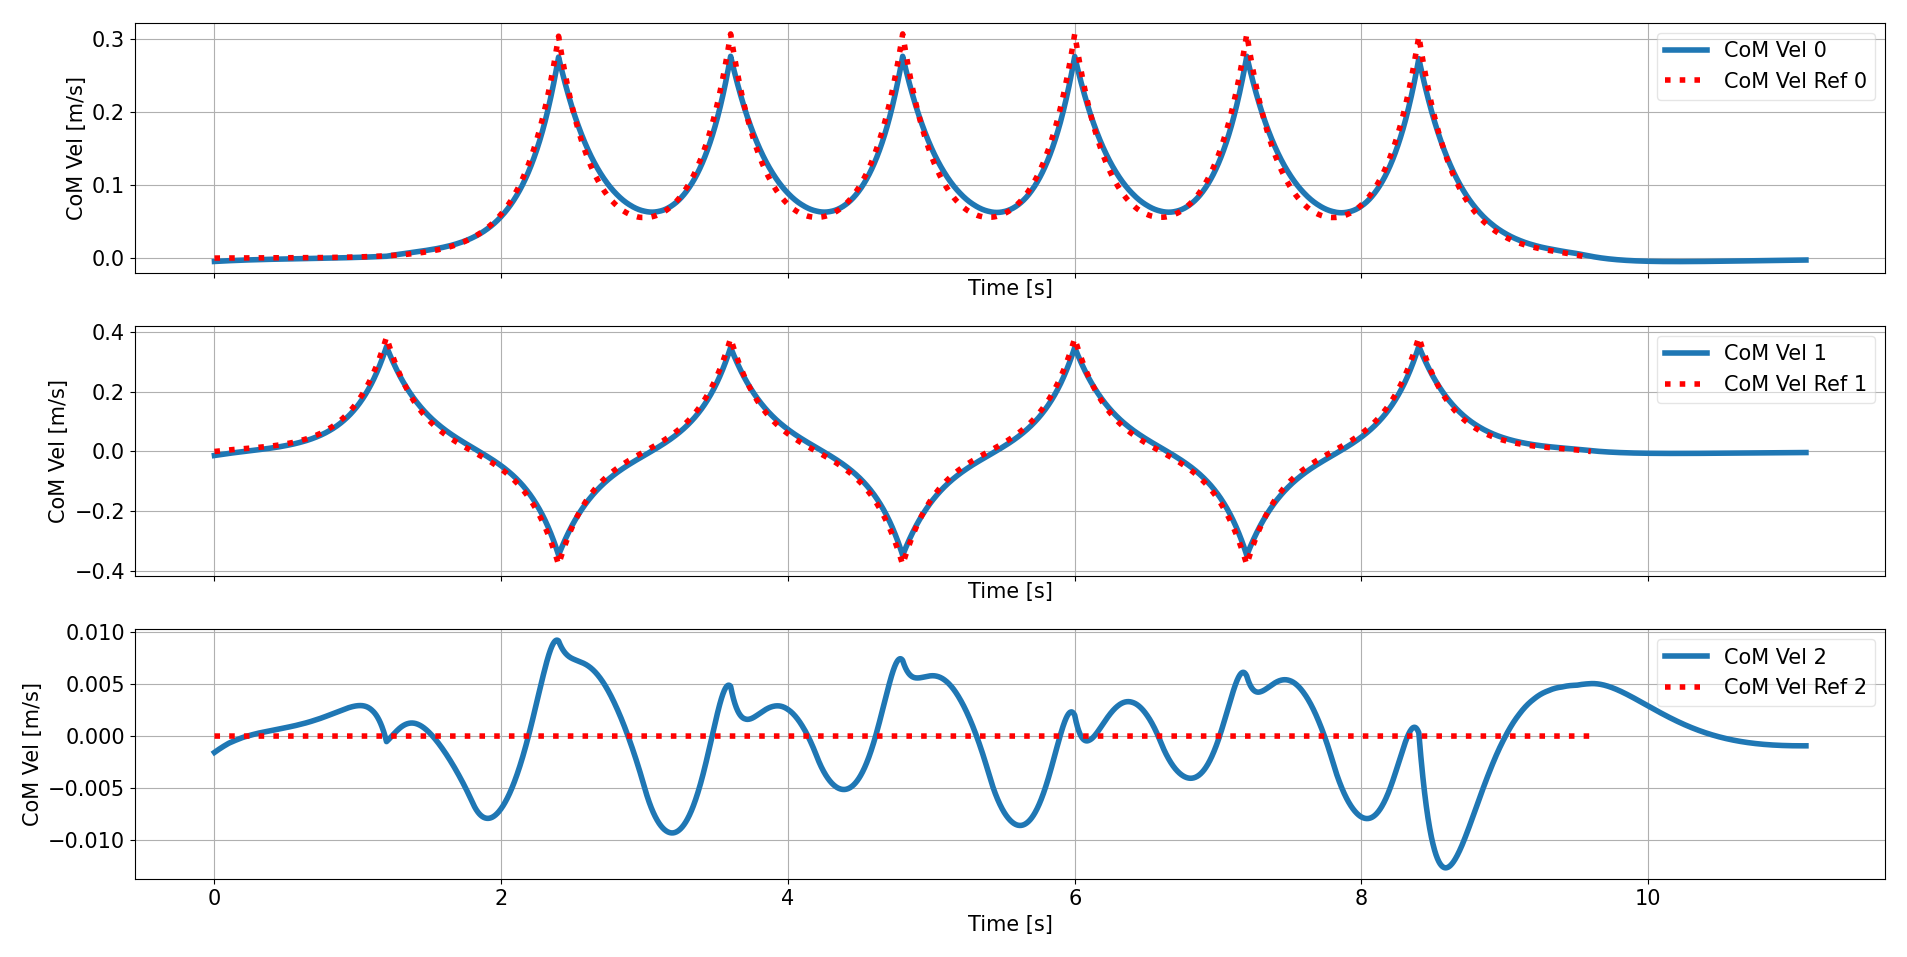 0.3
0.2
0.1
0.0
CoM Vel [m/s]
CoM Vel 0
CoM Vel Ref 0
Time [s]
0.4
0.2
0.0
−0.2
−0.4
CoM Vel [m/s]
CoM Vel 1
CoM Vel Ref 1
Time [s]
0.010
0.005
0.000
−0.005
−0.010
CoM Vel [m/s]
CoM Vel 2
CoM Vel Ref 2
0 2 4 6 8 10
Time [s]